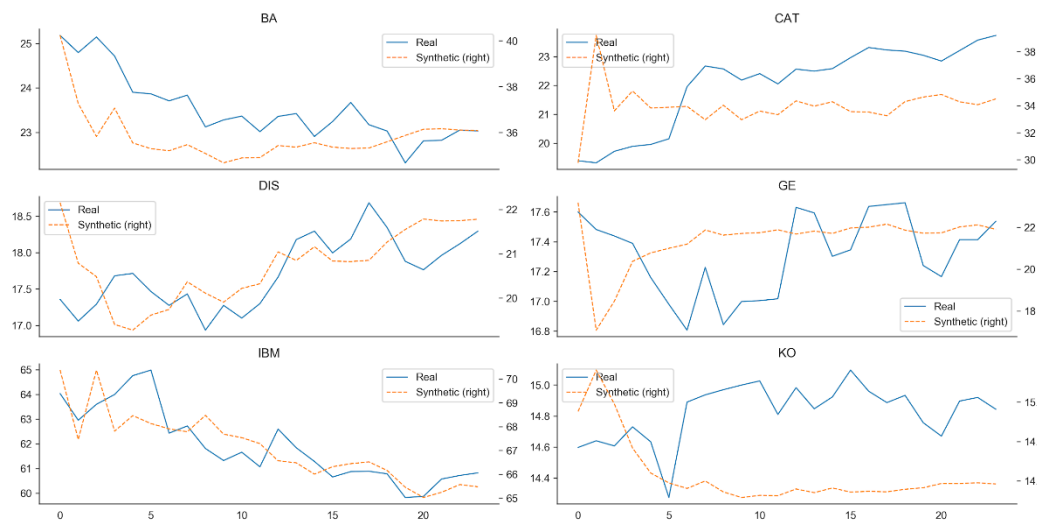 BA
25
24
23
40
38
36
Real
Synthetic (right)
CAT
23
22
21
20
38
36
34
32
30
Real
Synthetic (right)
DIS
18.5
18.0
17.5
17.0
22
21
20
Real
Synthetic (right)
GE
17.6
17.4
17.2
17.0
16.8
22
20
18
Real
Synthetic (right)
IBM
65
64
63
62
61
60
70
69
68
67
66
65
Real
Synthetic (right)
0 5 10 15 20
KO
15.0
14.8
14.6
14.4
15.
14.
14.
Real
Synthetic (right)
0 5 10 15 20